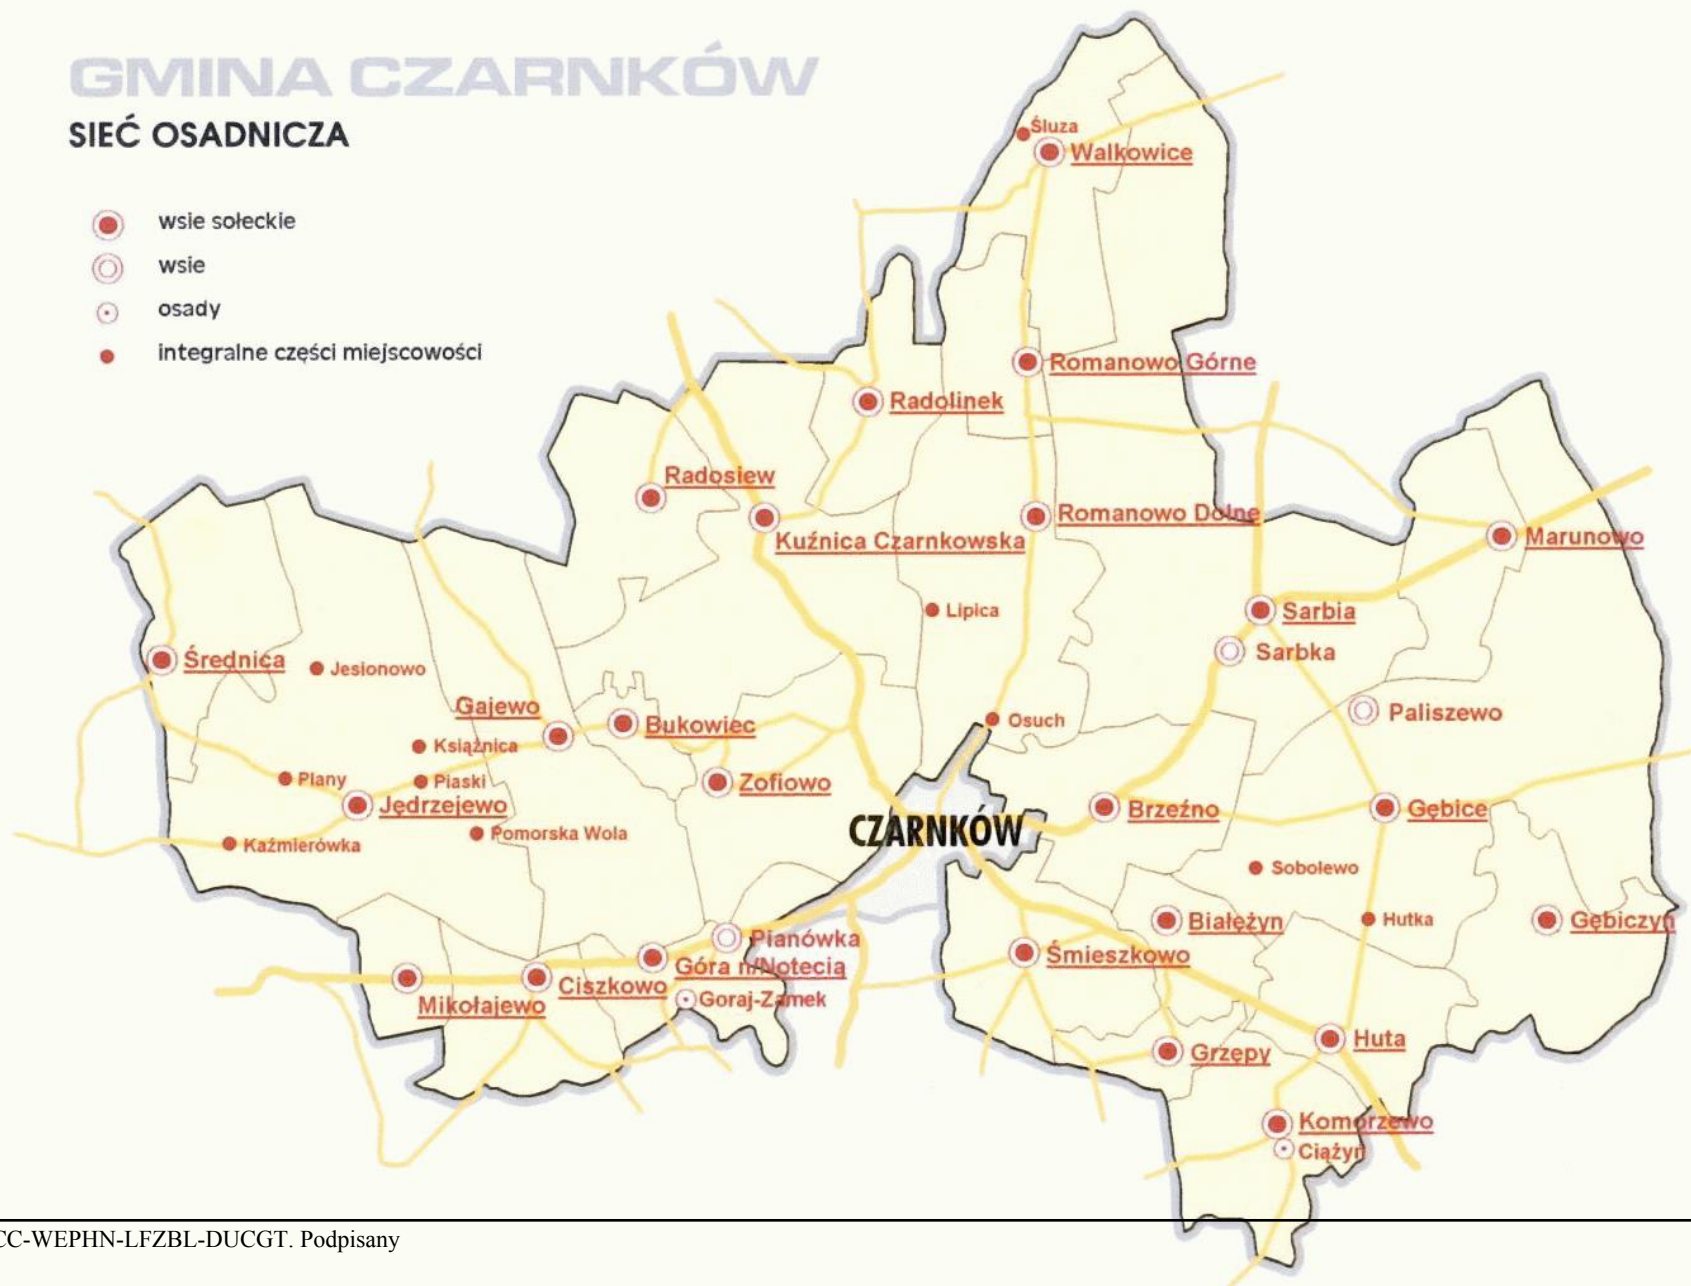 GMINA CZARNKÓW
SIEĆ OSADNICZA
wsie sołeckie
wsie
osady
integralne części miejscowości
Śluza
Walkowice
Romanowo Górne
Radolinek
Radosiew
Romanowo Dolne
Kuźnica Czarnkowska
Marunowo
Lipica
Sarbia
Sarbka
Średnica
Jesionowo
Gajewo
Bukowiec
Osuch
Paliszewo
Książnica
Plany
Piaski
Zofiowo
Jędrzejewo
Brzeźno
Gębice
CZARNKÓW
Pomorska Wola
Kaźmierówka
Sobolewo
Białężyn
Hutka
Gębiczyn
Pianówka
Śmieszkowo
Góra n/Notecią
Ciszkowo
Mikołajewo
Goraj-Zamek
Huta
Grzępy
Komorzewo
Ciążyń
CC-WEPHN-LFZBL-DUCGT. Podpisany